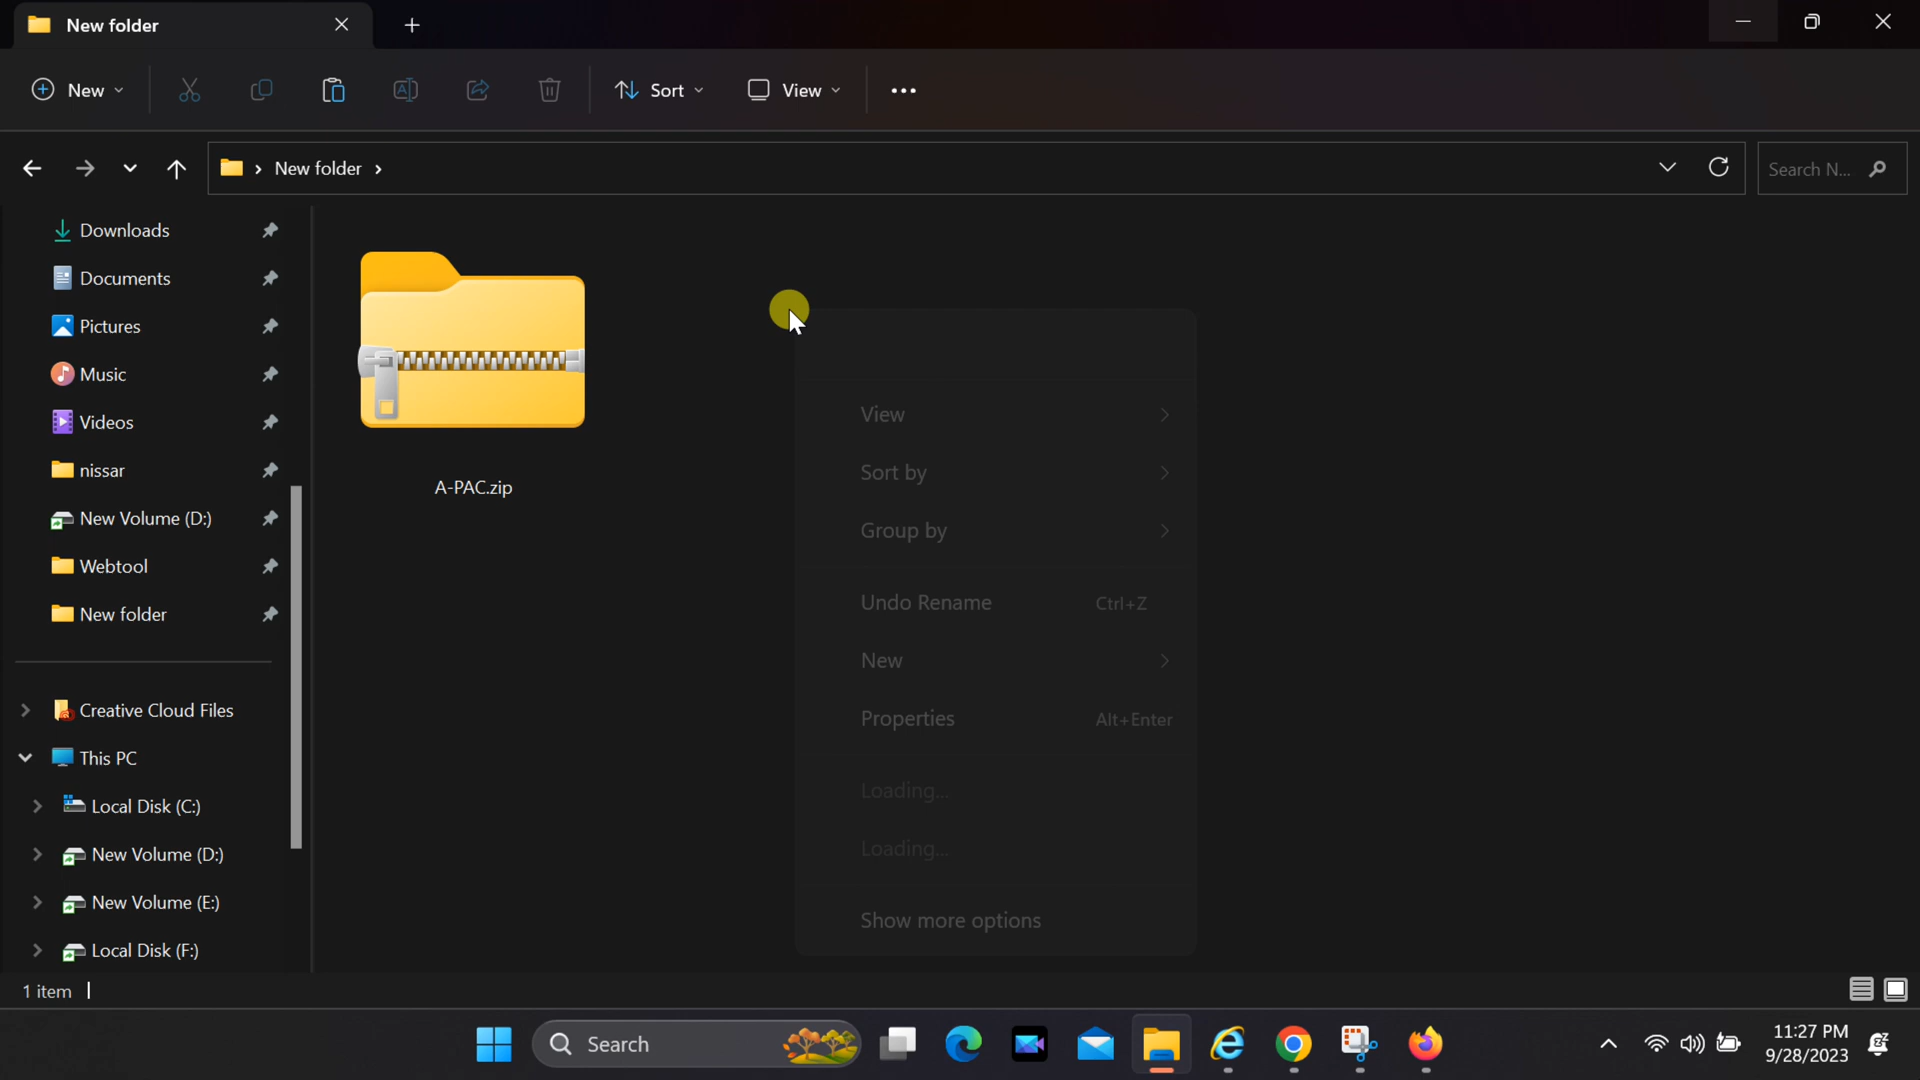 New folder
New
Sort
View
New folder
Search N...
Downloads
Documents
Pictures
Music
Videos
nissar
New Volume (D:)
Webtool
New folder
Creative Cloud Files
This PC
Local Disk (C:)
New Volume (D:)
New Volume (E:)
Local Disk (F:)
A-PAC.zip
View
Sort by
Group by
Undo Rename Ctrl+Z
New
Properties Alt+Enter
Loading...
Loading...
Show more options
1 item
Search
11:27 PM
9/28/2023